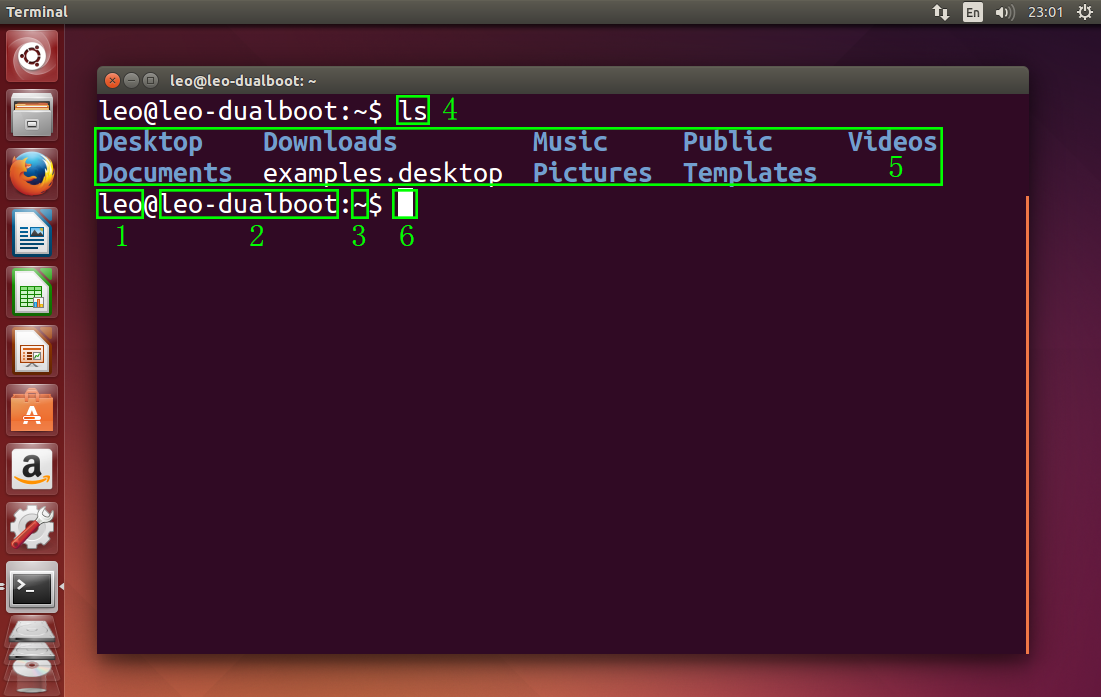 Terminal En 23:01
leo@leo-dualboot: ~
leo@leo-dualboot:~$ ls 4
Desktop Downloads Music Public Videos
Documents examples.desktop Pictures Templates 5
leo@leo-dualboot:~$
1 2 3 6
A
a
>_